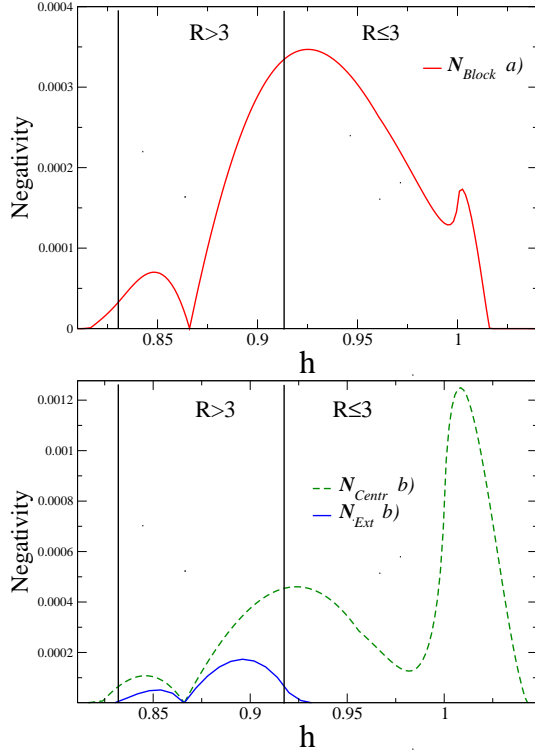 0.0004
R>3 R≤3
N_Block a)
0.0003
Negativity
0.0002
0.0001
0
0.85 0.9 0.95 1
h
0.0012
R>3 R≤3
0.001
N_Centr b)
0.0008
N_Ext b)
Negativity
0.0006
0.0004
0.0002
0.85 0.9 0.95 1
h